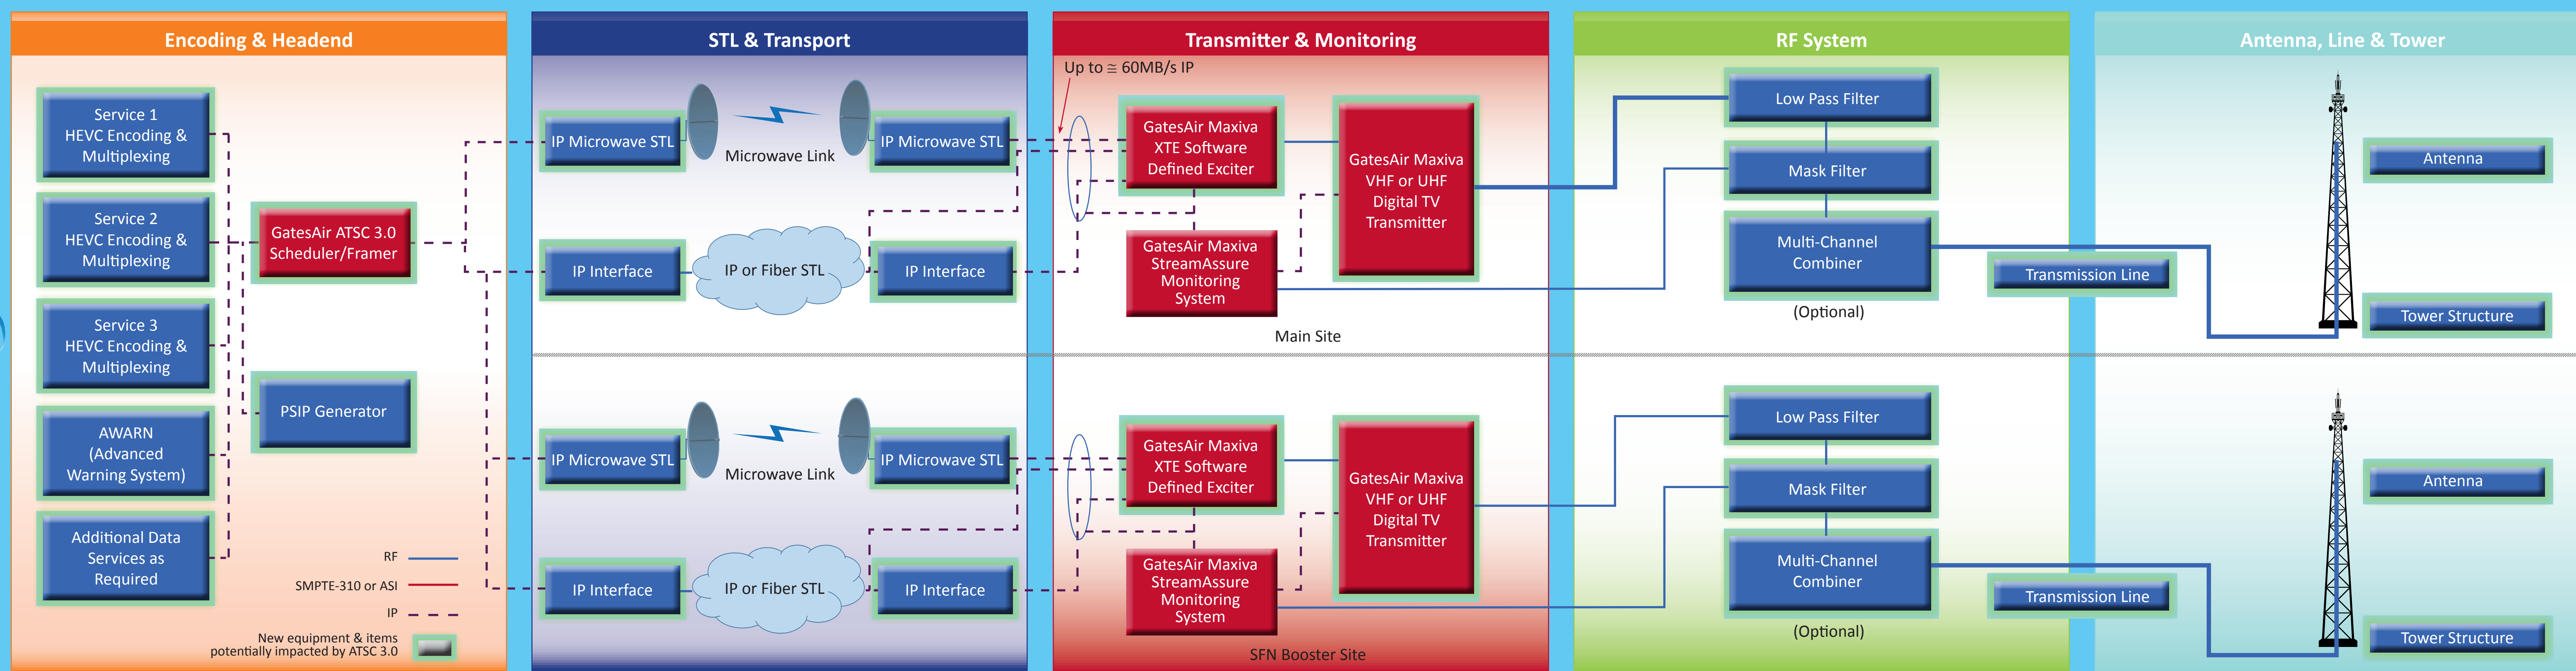 Encoding & Headend
Service 1
HEVC Encoding &
Multiplexing
Service 2
HEVC Encoding &
Multiplexing
Service 3
HEVC Encoding &
Multiplexing
AWARN
(Advanced
Warning System)
Additional Data
Services as
Required
GatesAir ATSC 3.0
Scheduler/Framer
PSIP Generator
RF
SMPTE-310 or ASI
IP
New equipment & items
potentially impacted by ATSC 3.0
STL & Transport
IP Microwave STL
Microwave Link
IP Microwave STL
IP Interface
IP or Fiber STL
IP Interface
IP Microwave STL
Microwave Link
IP Microwave STL
IP Interface
IP or Fiber STL
IP Interface
Transmitter & Monitoring
Up to ≅ 60MB/s IP
GatesAir Maxiva
XTE Software
Defined Exciter
GatesAir Maxiva
VHF or UHF
Digital TV
Transmitter
GatesAir Maxiva
StreamAssure
Monitoring
System
Main Site
GatesAir Maxiva
XTE Software
Defined Exciter
GatesAir Maxiva
VHF or UHF
Digital TV
Transmitter
GatesAir Maxiva
StreamAssure
Monitoring
System
SFN Booster Site
RF System
Low Pass Filter
Mask Filter
Multi-Channel
Combiner
(Optional)
Low Pass Filter
Mask Filter
Multi-Channel
Combiner
(Optional)
Antenna, Line & Tower
Antenna
Transmission Line
Tower Structure
Antenna
Transmission Line
Tower Structure